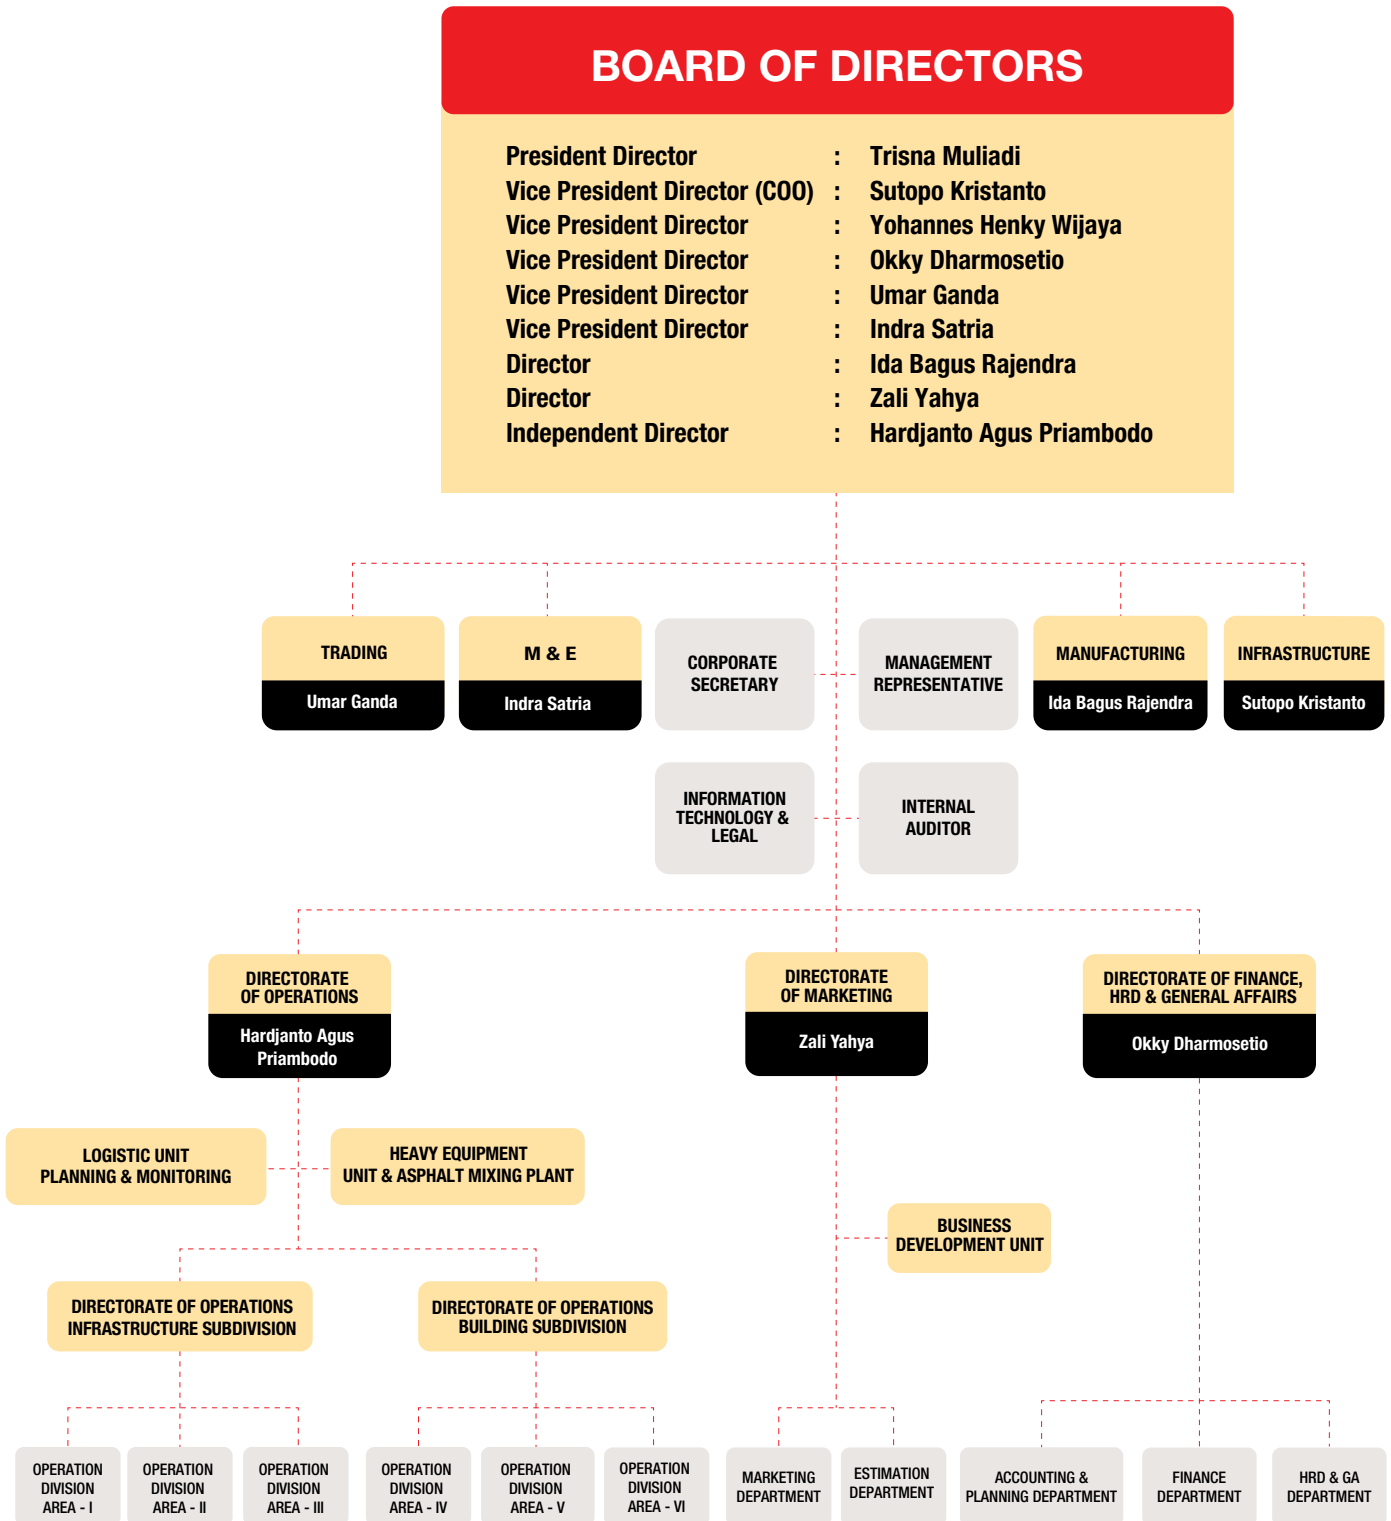 BOARD OF DIRECTORS
President Director : Trisna Muliadi
Vice President Director (COO) : Sutopo Kristanto
Vice President Director : Yohannes Henky Wijaya
Vice President Director : Okky Dharmosetio
Vice President Director : Umar Ganda
Vice President Director : Indra Satria
Director : Ida Bagus Rajendra
Director : Zali Yahya
Independent Director : Hardjanto Agus Priambodo
TRADING
Umar Ganda
M & E
Indra Satria
CORPORATE
SECRETARY
MANAGEMENT
REPRESENTATIVE
MANUFACTURING
Ida Bagus Rajendra
INFRASTRUCTURE
Sutopo Kristanto
INFORMATION
TECHNOLOGY &
LEGAL
INTERNAL
AUDITOR
DIRECTORATE
OF OPERATIONS
Hardjanto Agus
Priambodo
DIRECTORATE
OF MARKETING
Zali Yahya
DIRECTORATE OF FINANCE,
HRD & GENERAL AFFAIRS
Okky Dharmosetio
LOGISTIC UNIT
PLANNING & MONITORING
HEAVY EQUIPMENT
UNIT & ASPHALT MIXING PLANT
BUSINESS
DEVELOPMENT UNIT
DIRECTORATE OF OPERATIONS
INFRASTRUCTURE SUBDIVISION
DIRECTORATE OF OPERATIONS
BUILDING SUBDIVISION
OPERATION
DIVISION
AREA - I
OPERATION
DIVISION
AREA - II
OPERATION
DIVISION
AREA - III
OPERATION
DIVISION
AREA - IV
OPERATION
DIVISION
AREA - V
OPERATION
DIVISION
AREA - VI
MARKETING
DEPARTMENT
ESTIMATION
DEPARTMENT
ACCOUNTING &
PLANNING DEPARTMENT
FINANCE
DEPARTMENT
HRD & GA
DEPARTMENT